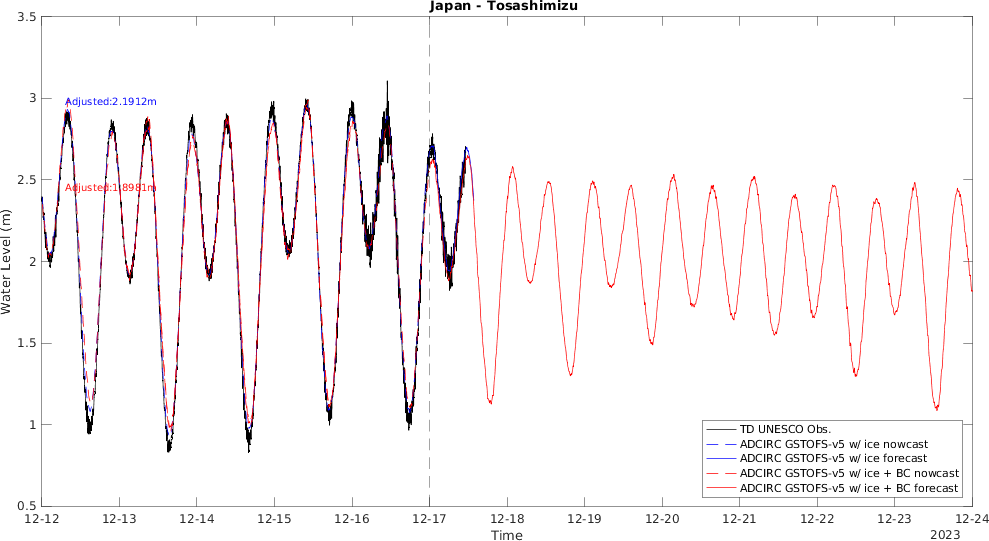 Japan - Tosashimizu
3.5
3
2.5
2
1.5
1
0.5
Water Level (m)
Adjusted:2.1912m
Adjusted:1.8981m
TD UNESCO Obs.
ADCIRC GSTOFS-v5 w/ ice nowcast
ADCIRC GSTOFS-v5 w/ ice forecast
ADCIRC GSTOFS-v5 w/ ice + BC nowcast
ADCIRC GSTOFS-v5 w/ ice + BC forecast
12-12 12-13 12-14 12-15 12-16 12-17 12-18 12-19 12-20 12-21 12-22 12-23 12-24
Time
2023